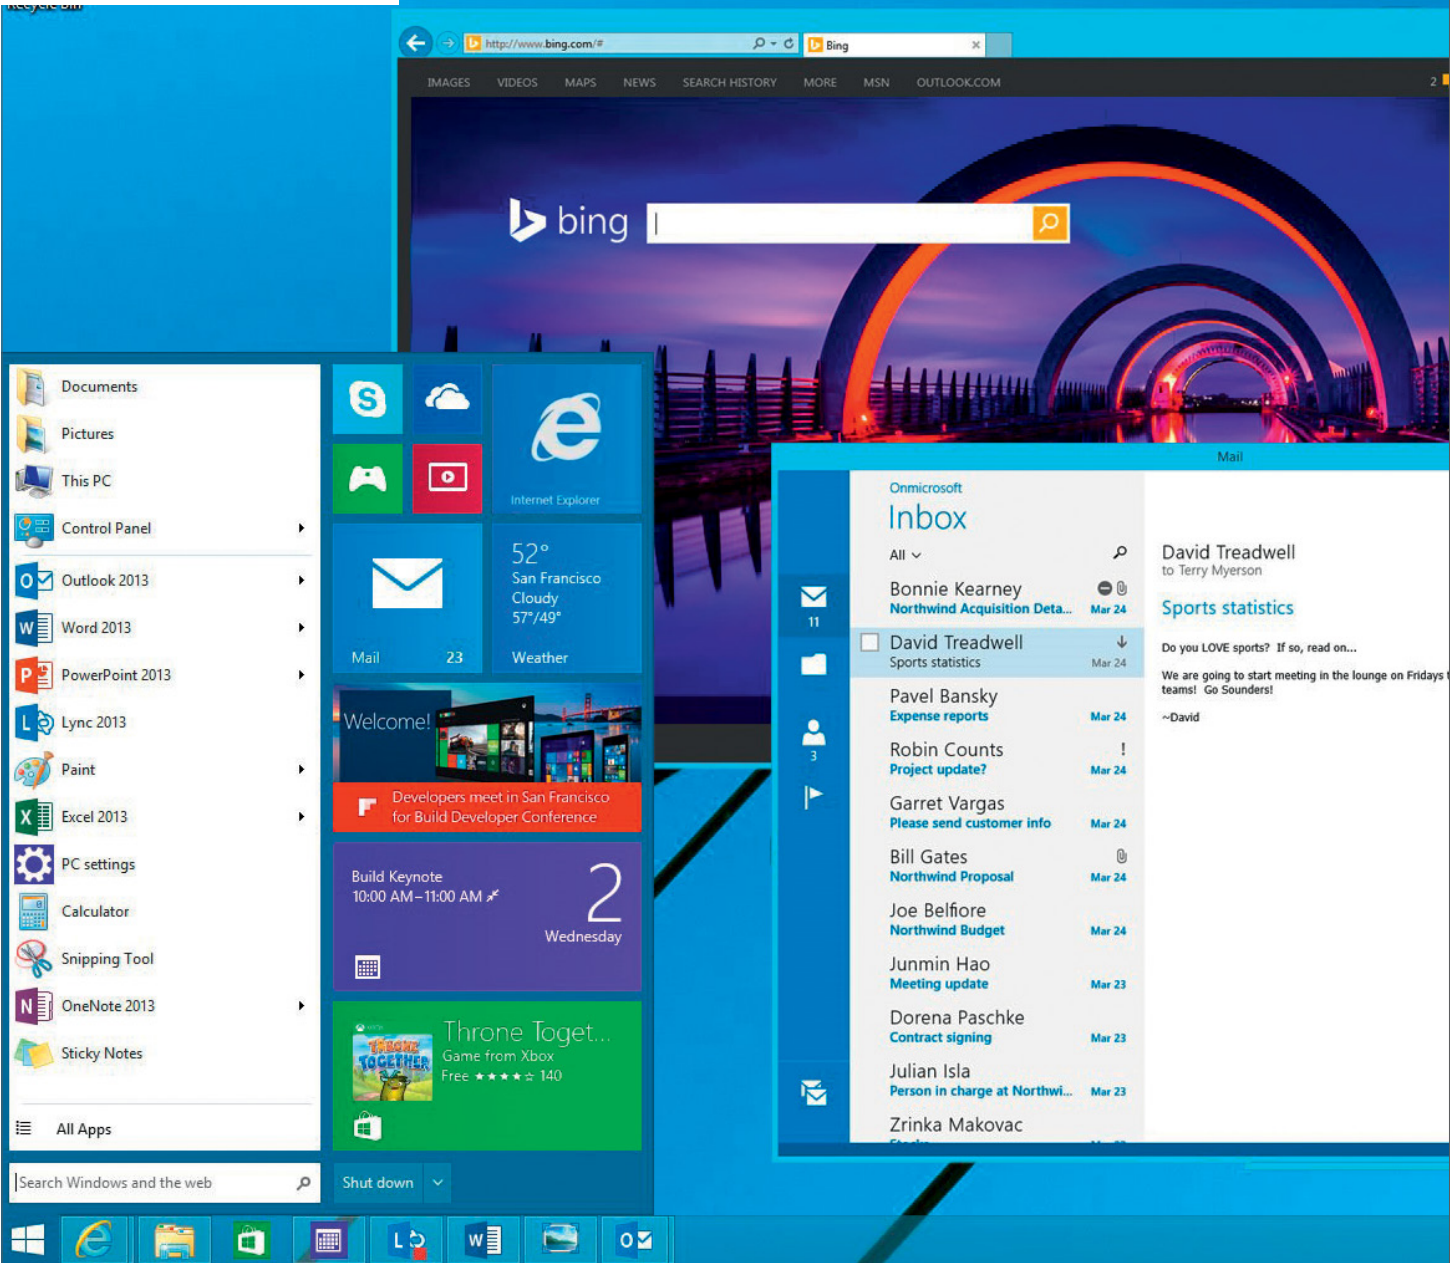 Recycle Bin
http://www.bing.com/#
Bing
IMAGES VIDEOS MAPS NEWS SEARCH HISTORY MORE MSN OUTLOOK.COM
2
bing
Documents
Pictures
This PC
Control Panel
Outlook 2013
Word 2013
PowerPoint 2013
Lync 2013
Paint
Excel 2013
PC settings
Calculator
Snipping Tool
OneNote 2013
Sticky Notes
All Apps
Search Windows and the web
Shut down
Internet Explorer
Mail 23
52°
San Francisco
Cloudy
57°/49°
Weather
Welcome!
Developers meet in San Francisco
for Build Developer Conference
Build Keynote
10:00 AM–11:00 AM
2
Wednesday
THRONE
TOGETHER
Throne Toget...
Game from Xbox
Free ★★★★☆ 140
Mail
11
3
Onmicrosoft
Inbox
All
Bonnie Kearney
Northwind Acquisition Deta... Mar 24
David Treadwell
Sports statistics Mar 24
Pavel Bansky
Expense reports Mar 24
Robin Counts !
Project update? Mar 24
Garret Vargas
Please send customer info Mar 24
Bill Gates
Northwind Proposal Mar 24
Joe Belfiore
Northwind Budget Mar 24
Junmin Hao
Meeting update Mar 23
Dorena Paschke
Contract signing Mar 23
Julian Isla
Person in charge at Northwi... Mar 23
Zrinka Makovac
David Treadwell
to Terry Myerson
Sports statistics
Do you LOVE sports? If so, read on...
We are going to start meeting in the lounge on Fridays
teams! Go Sounders!
~David